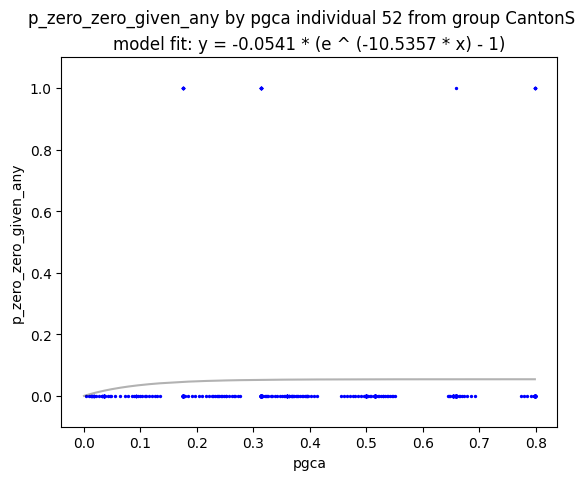 p_zero_zero_given_any by pgca individual 52 from group CantonS
model fit: y = -0.0541 * (e ^ (-10.5357 * x) - 1)
p_zero_zero_given_any
1.0
0.8
0.6
0.4
0.2
0.0
0.0 0.1 0.2 0.3 0.4 0.5 0.6 0.7 0.8
pgca